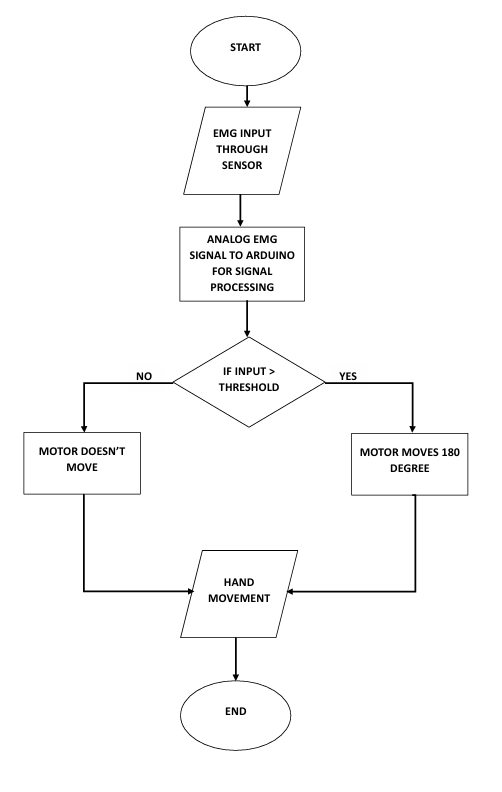 START
EMG INPUT
THROUGH
SENSOR
ANALOG EMG
SIGNAL TO ARDUINO
FOR SIGNAL
PROCESSING
IF INPUT >
THRESHOLD
NO
YES
MOTOR DOESN'T
MOVE
MOTOR MOVES 180
DEGREE
HAND
MOVEMENT
END